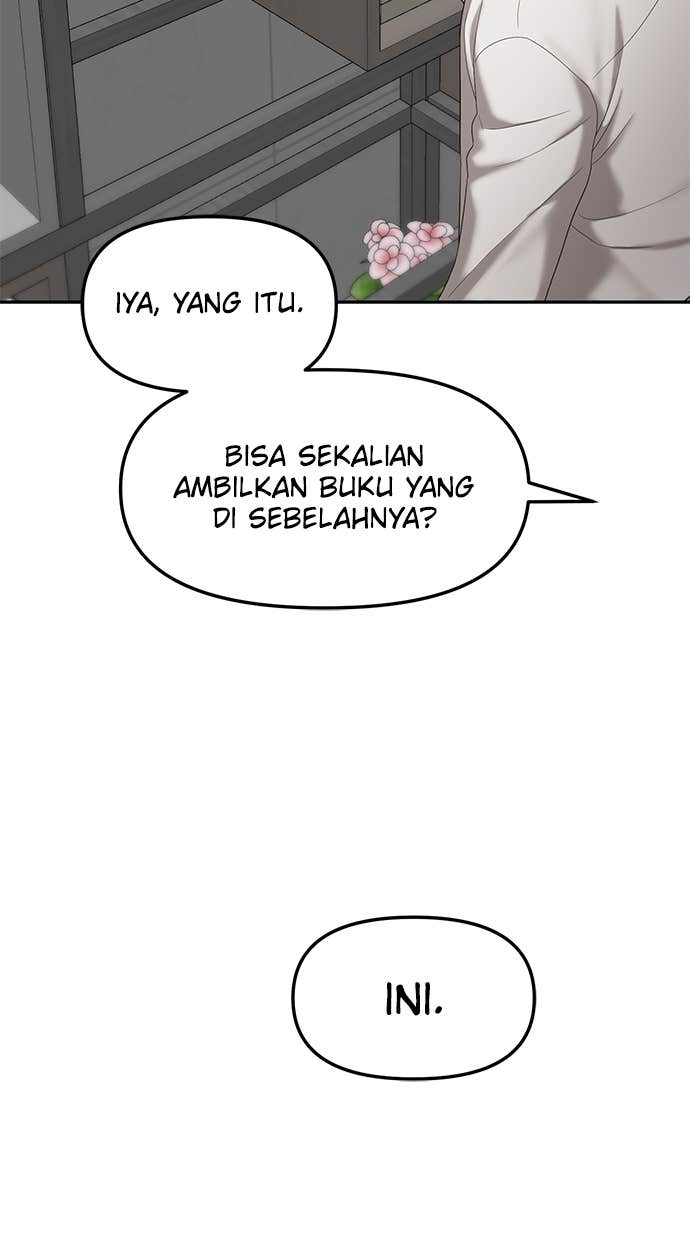 IYA, YANG ITU.
BISA SEKALIAN
AMBILKAN BUKU YANG
DI SEBELAHNYA?
INI.